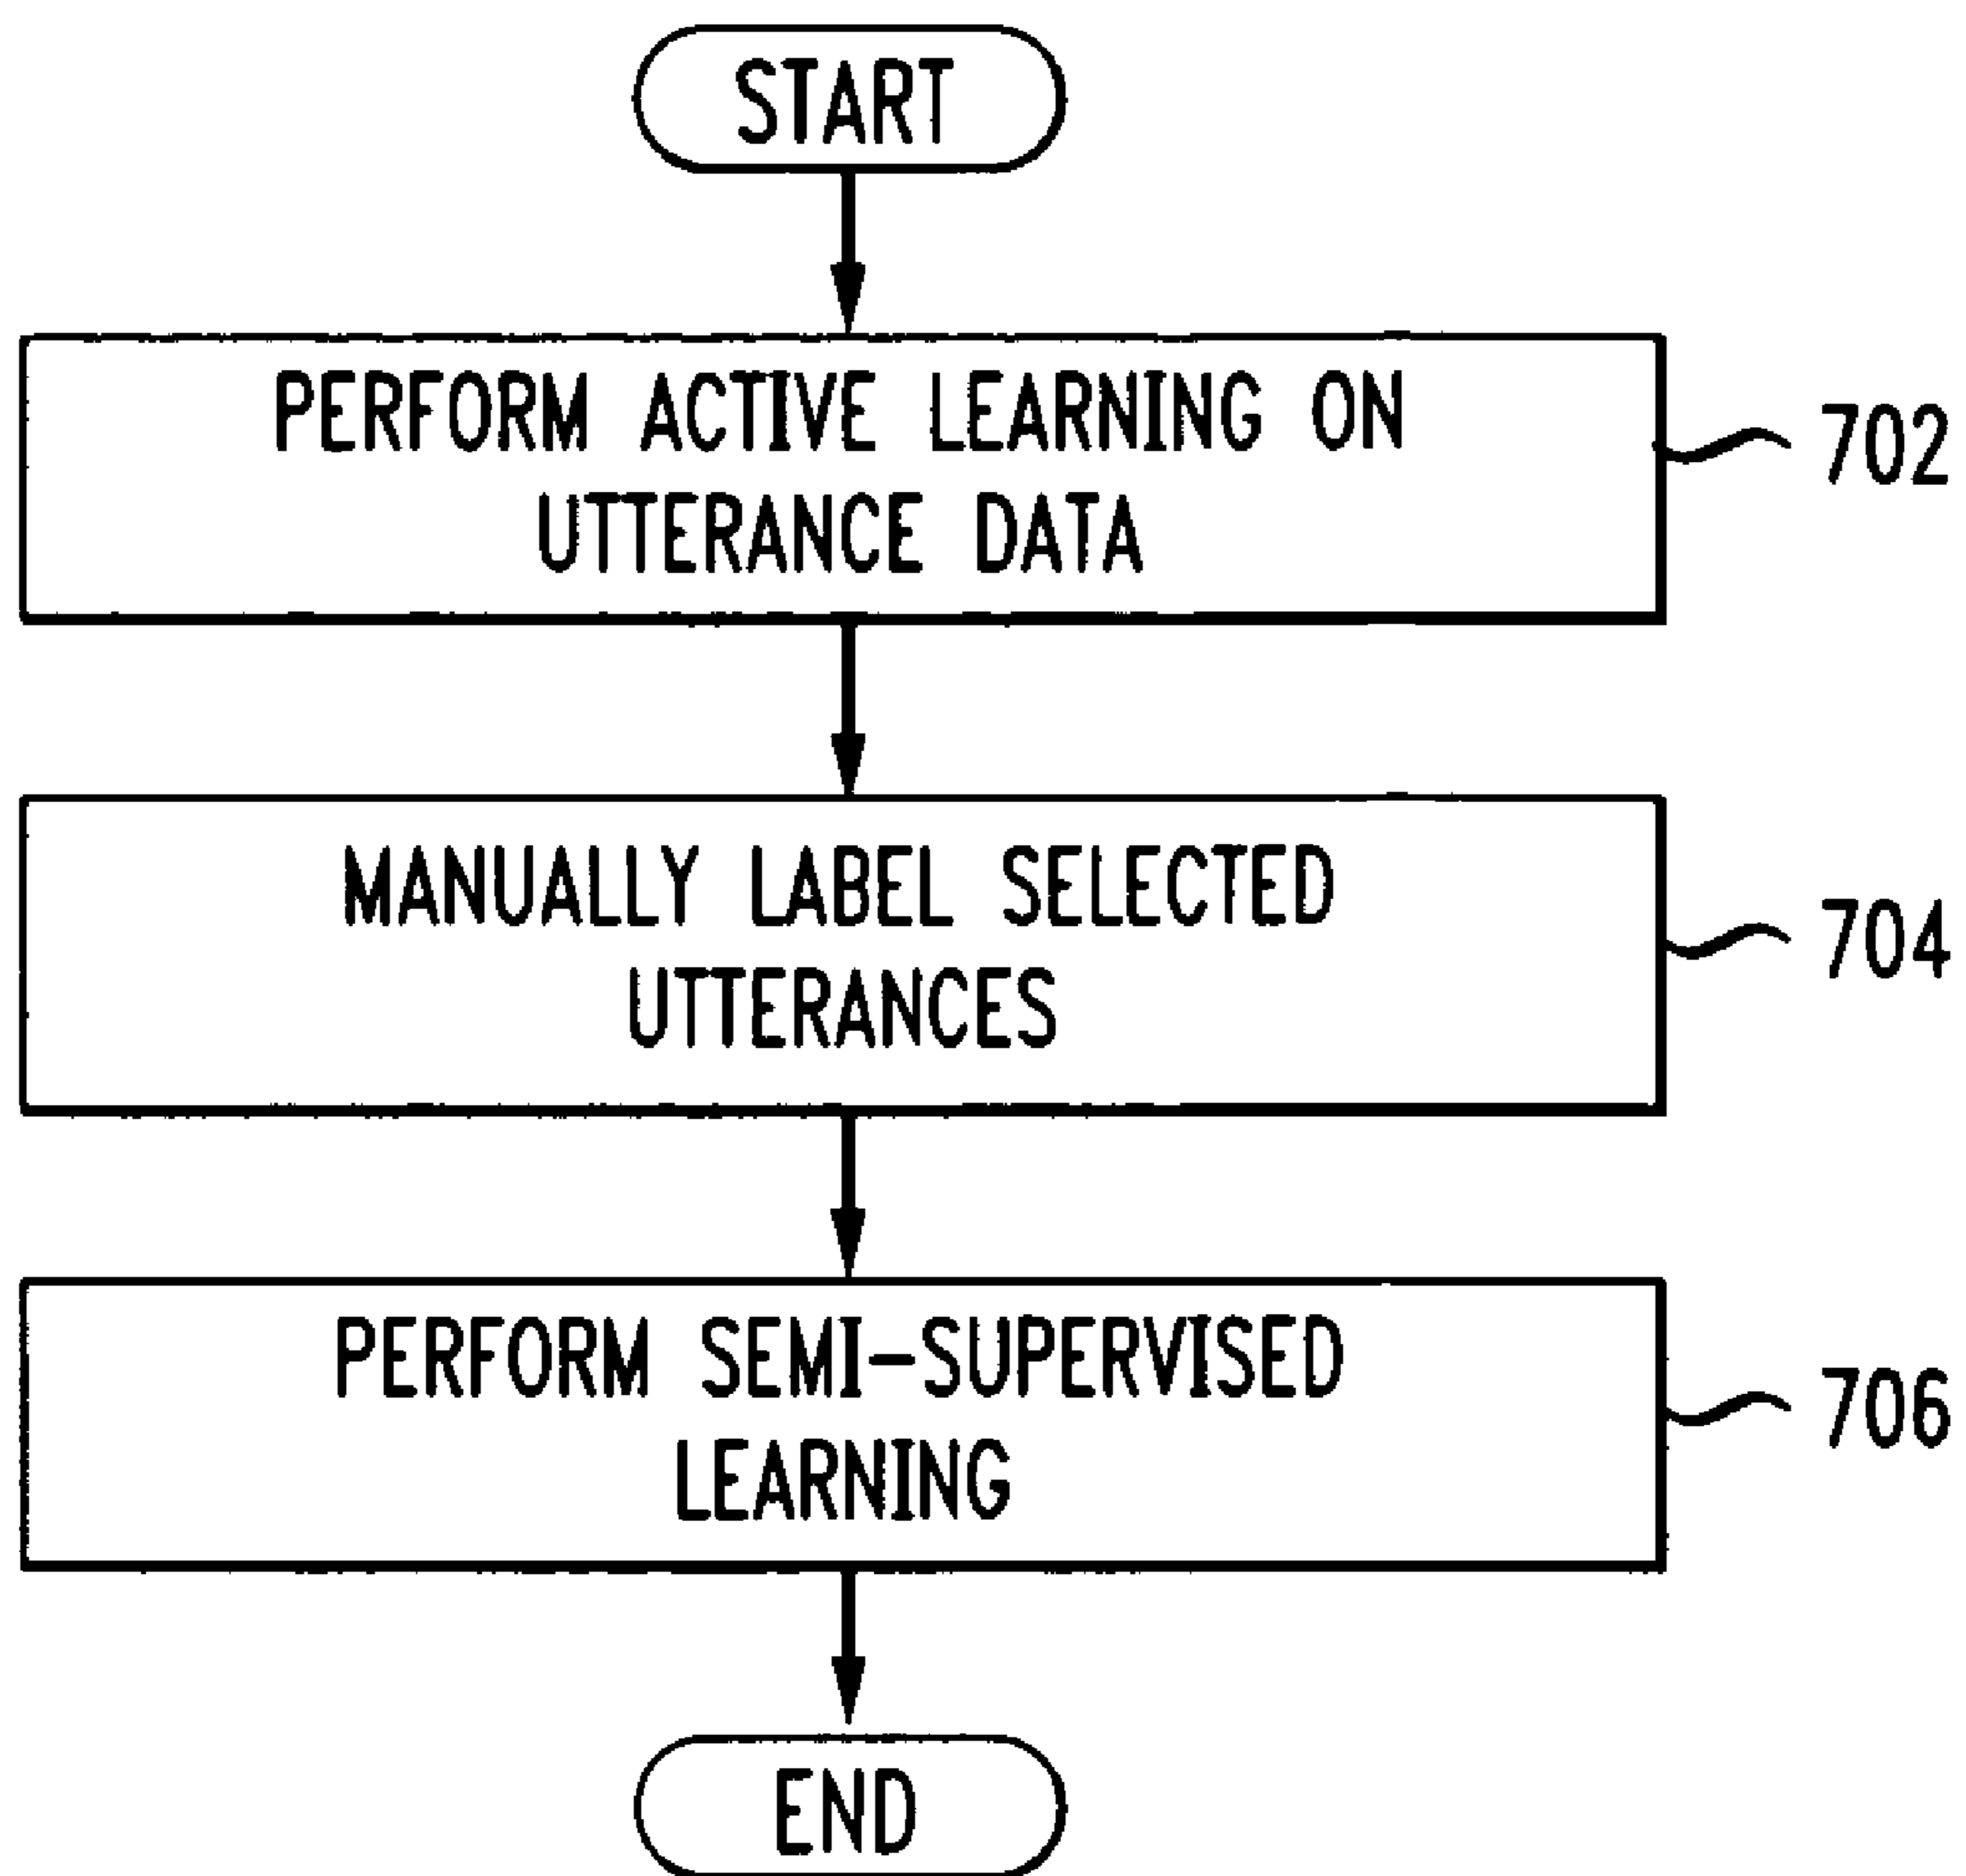 START
PERFORM ACTIVE LEARNING ON
UTTERANCE DATA
702
MANUALLY LABEL SELECTED
UTTERANCES
704
PERFORM SEMI-SUPERVISED
LEARNING
706
END